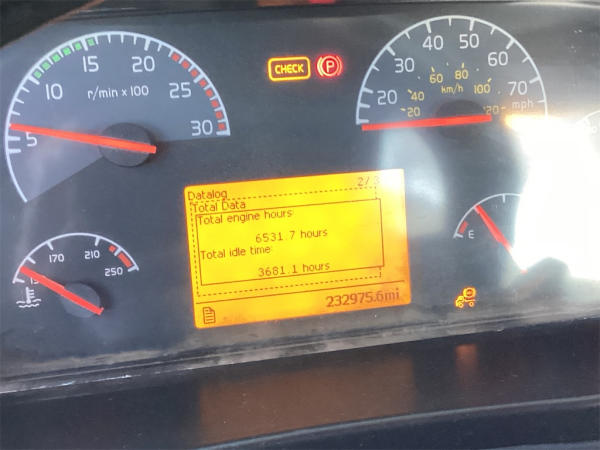 5 10 15 20 25 30
r/min x 100
CHECK
P
20 30 40 50 60 70
mph
20 40 60 80 100 120
km/h
170 210 250
E
2/3
Datalog
Total Data
Total engine hours
6531.7 hours
Total idle time:
3681.1 hours
232975.6mi